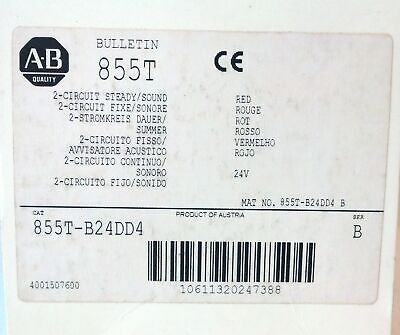 BULLETIN
A-B
QUALITY
855T
CE
2-CIRCUIT STEADY/SOUND RED
2-CIRCUIT FIXE/SONORE ROUGE
2-STROMKREIS DAUER/ ROT
SUMMER ROSSO
2-CIRCUITO FISSO/ VERMELHO
AVVISATORE ACUSTICO ROJO
2-CIRCUITO CONTINUO/
SONORO 24V
2-CIRCUITO FIJO/SONIDO
MAT NO. 855T-B24DD4 B
CAT PRODUCT OF AUSTRIA SER
855T-B24DD4 B
4001507600 10611320247388